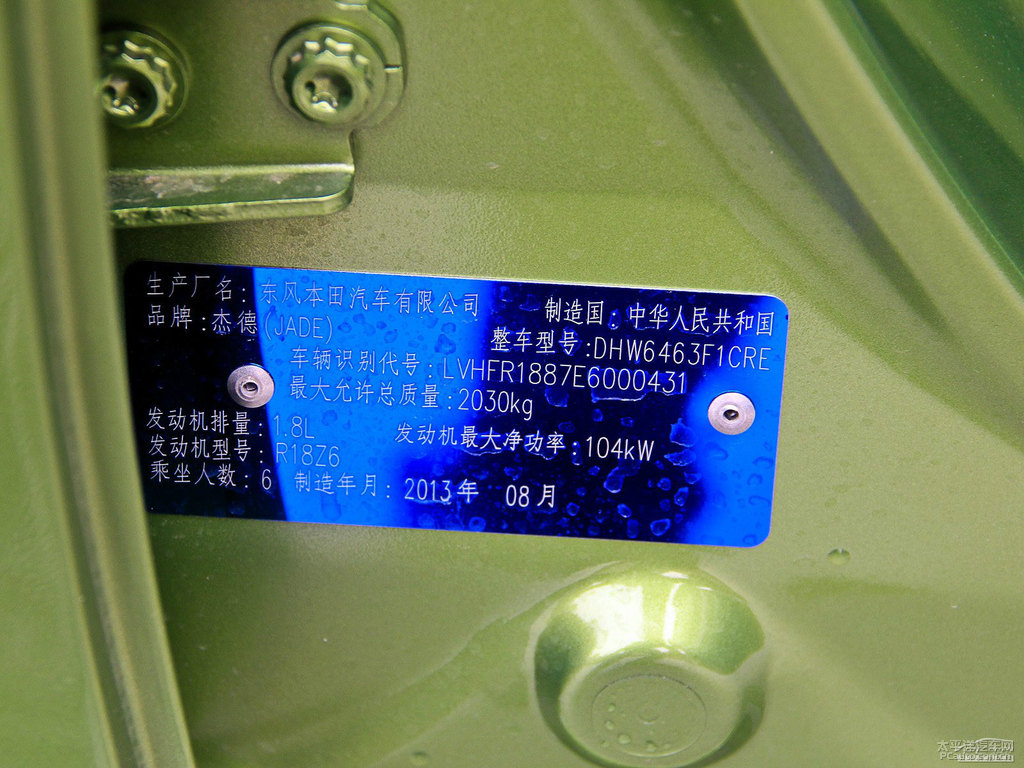 生产厂名：东风本田汽车有限公司 制造国：中华人民共和国
品牌：杰德(JADE) 整车型号：DHW6463F1CRE
车辆识别代号：LVHFR1887E6000431
最大允许总质量：2030kg
发动机排量：1.8L 发动机最大净功率：104kW
发动机型号：R18Z6
乘坐人数：6 制造年月：2013年 08月
太平洋汽车网
PCauto.com.cn